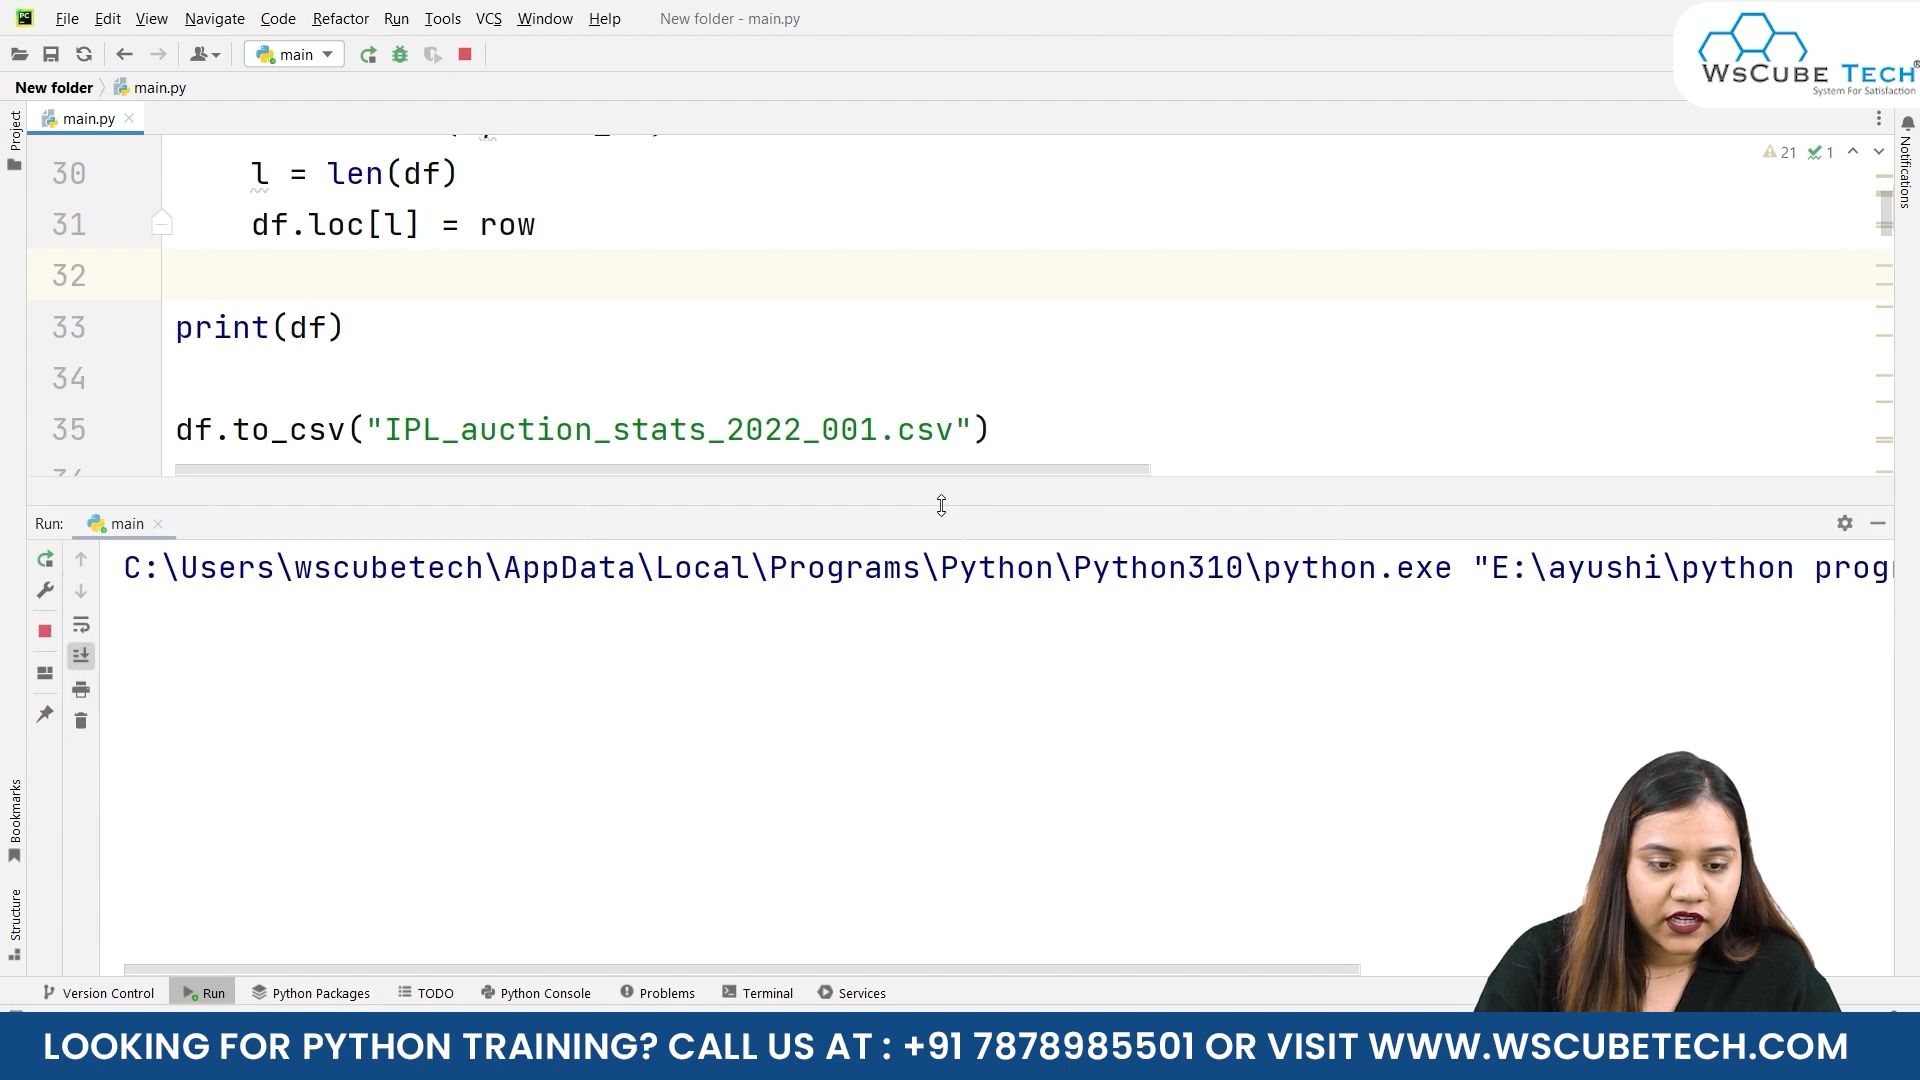 File Edit View Navigate Code Refactor Run Tools VCS Window Help New folder - main.py
WsCube Tech®
System For Satisfaction
main
New folder main.py
Project
main.py
Notifications
21 1
30 l = len(df)
31 df.loc[l] = row
32
33 print(df)
34
35 df.to_csv("IPL_auction_stats_2022_001.csv")
Run: main
C:\Users\wscubetech\AppData\Local\Programs\Python\Python310\python.exe "E:\ayushi\python prog
Bookmarks
Structure
Version Control Run Python Packages TODO Python Console Problems Terminal Services
LOOKING FOR PYTHON TRAINING? CALL US AT : +91 7878985501 OR VISIT WWW.WSCUBETECH.COM